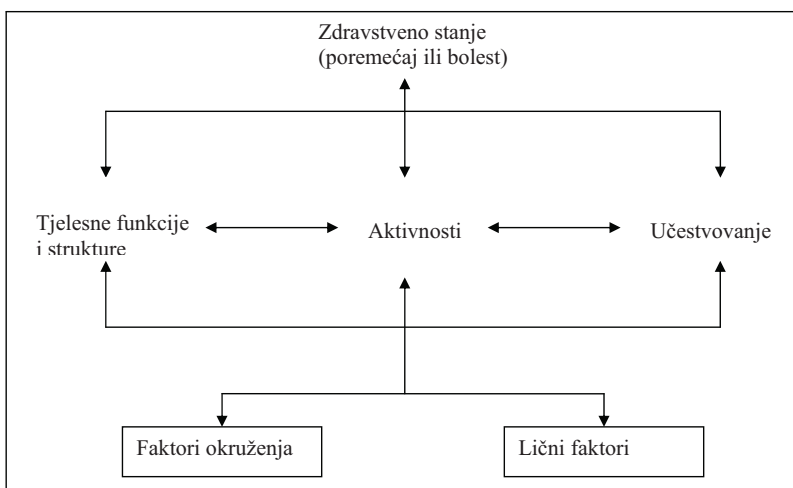 Zdravstveno stanje
(poremećaj ili bolest)
Tjelesne funkcije
i strukture
Aktivnosti
Učestvovanje
Faktori okruženja
Lični faktori